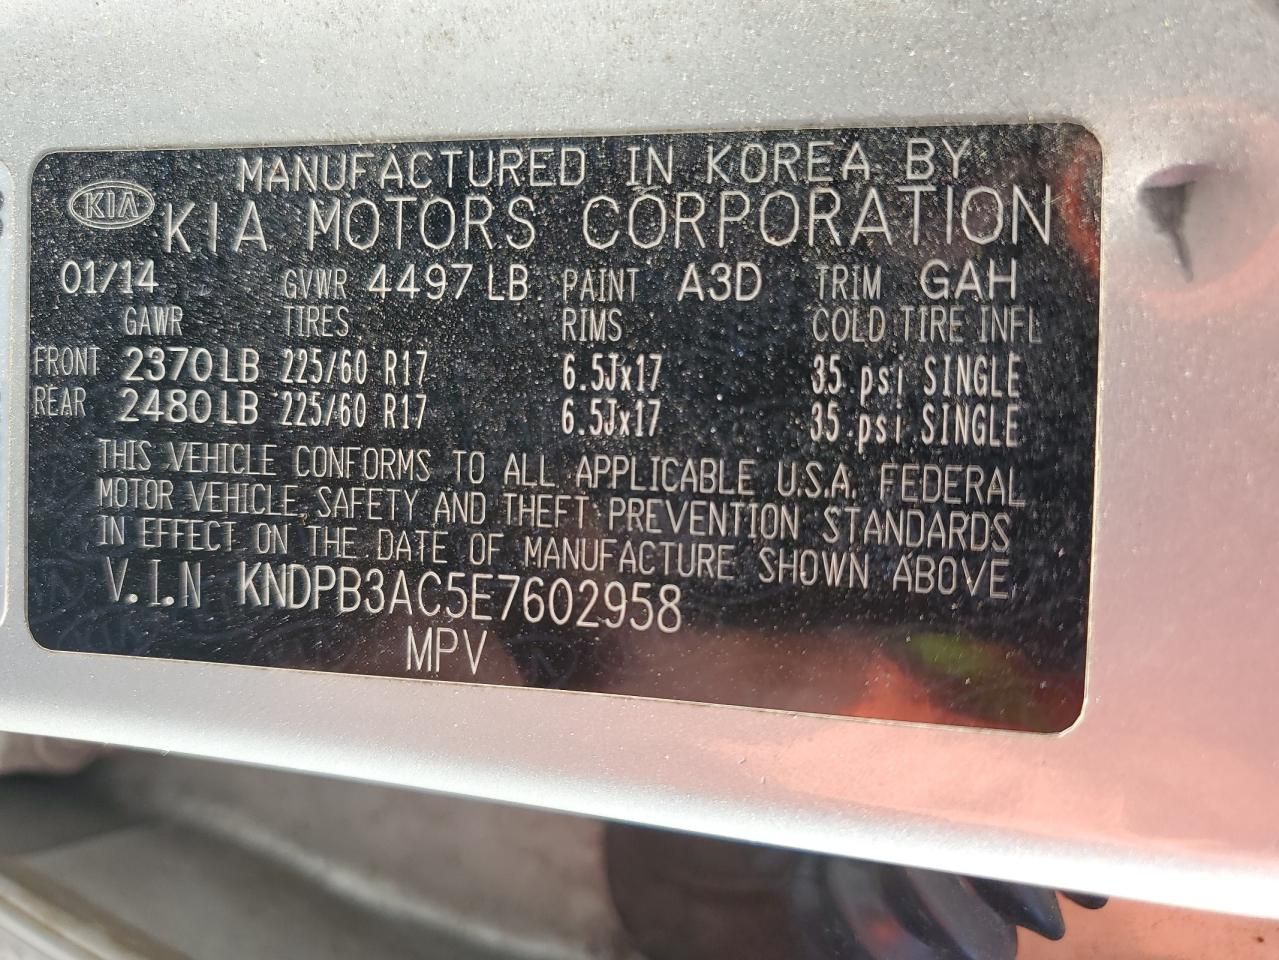 MANUFACTURED IN KOREA BY
KIA KIA MOTORS CORPORATION
01/14 GVWR 4497 LB PAINT A3D TRIM GAH
GAWR TIRES RIMS COLD TIRE INFL
FRONT 2370 LB 225/60 R17 6.5Jx17 35 psi SINGLE
REAR 2480 LB 225/60 R17 6.5Jx17 35 psi SINGLE
THIS VEHICLE CONFORMS TO ALL APPLICABLE U.S.A. FEDERAL
MOTOR VEHICLE SAFETY AND THEFT PREVENTION STANDARDS
IN EFFECT ON THE DATE OF MANUFACTURE SHOWN ABOVE.
V.I.N KNDPB3AC5E7602958
MPV